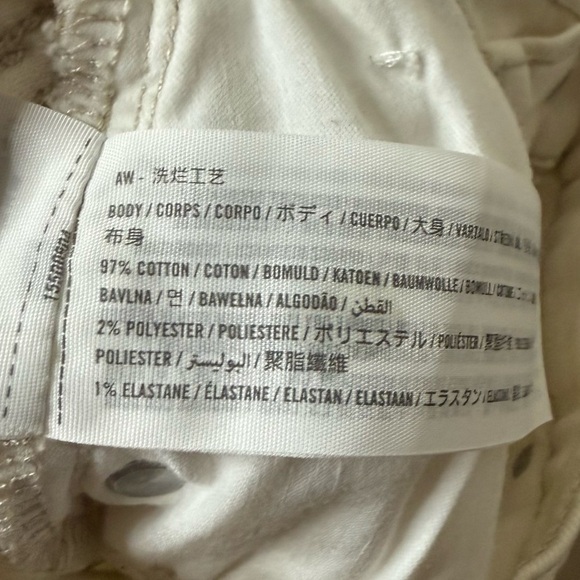 AW - 洗烂工艺
BODY / CORPS / CORPO / ボディ / CUERPO / 大身 / VARTALO /
布身
97% COTTON / COTON / BOMULD / KATOEN / BAUMWOLLE / BOMULL /
BAVLNA / 면 / BAWEŁNA / ALGODÃO / القطن
2% POLYESTER / POLIESTERE / ポリエステル / POLIÉSTER /
POLIESTER / البوليستر / 聚脂纖維
1% ELASTANE / ÉLASTANE / ELASTAN / ELASTAAN / エラスタン /